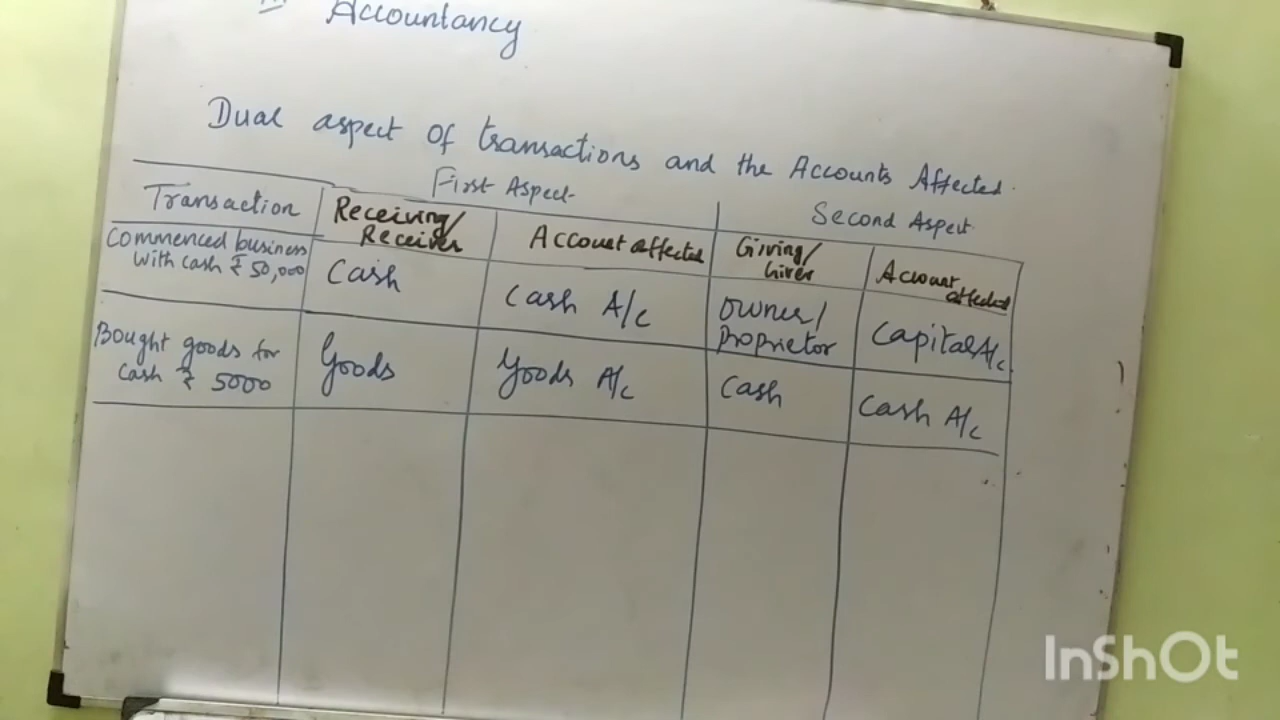 Accountancy
Dual aspect of transactions and the Accounts Affected.
First Aspect
Second Aspect
Transaction
Receiving/
Receiver
Account affected
Giving/
Giver
Account
affected
Commenced business
with cash ₹ 50,000
Cash
Cash A/c
Owner/
Proprietor
Capital A/c
Bought goods for
cash ₹ 5000
Goods
Goods A/c
Cash
Cash A/c
InShOt